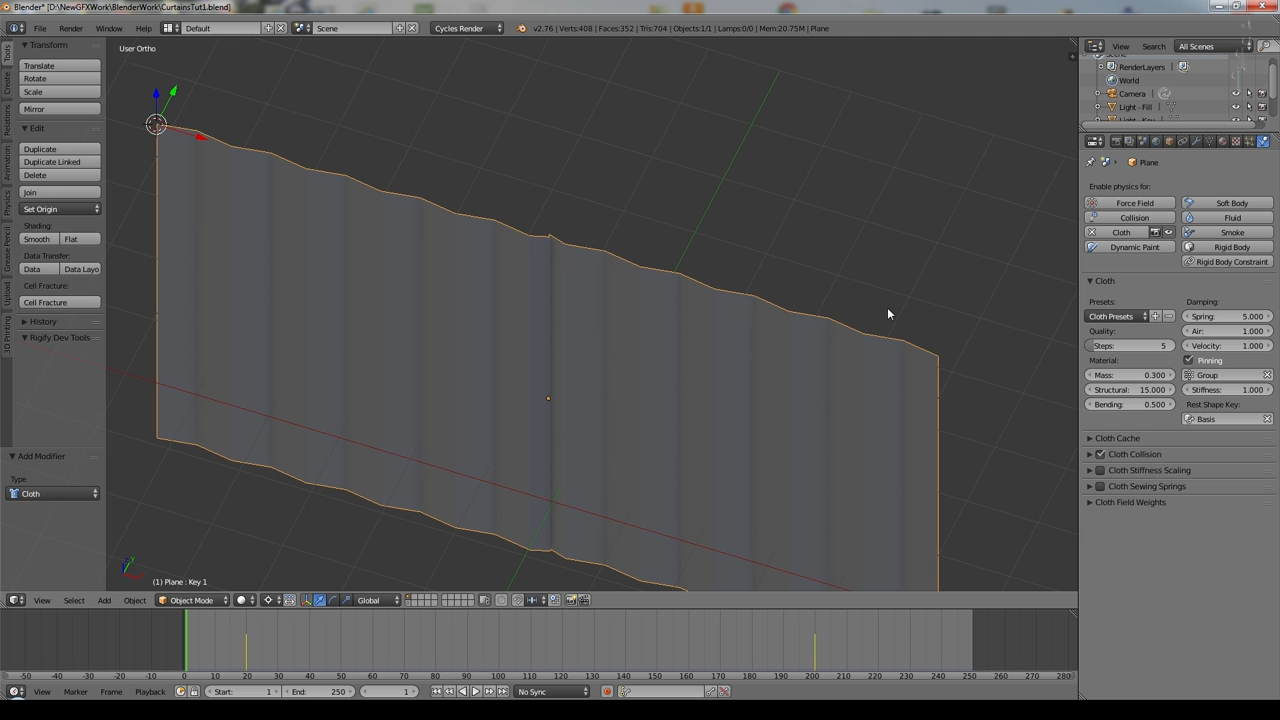 Blender* [D:\NewGFXWork\BlenderWork\CurtainsTut1.blend]
File Render Window Help Default Scene Cycles Render v2.76 | Verts:408 | Faces:352 | Tris:704 | Objects:1/1 | Lamps:0/0 | Mem:20.75M | Plane
View Search All Scenes
Tools
Create
Relations
Animation
Physics
Grease Pencil
Upload
3D Printing
Transform
Translate
Rotate
Scale
Mirror
Edit
Duplicate
Duplicate Linked
Delete
Join
Set Origin
Shading:
Smooth Flat
Data Transfer:
Data Data Layo
Cell Fracture:
Cell Fracture
History
Rigify Dev Tools
Add Modifier
Type
Cloth
User Ortho
(1) Plane : Key 1
RenderLayers
World
Camera
Light - Fill
Plane
Enable physics for:
Force Field Soft Body
Collision Fluid
Cloth Smoke
Dynamic Paint Rigid Body
Rigid Body Constraint
Cloth
Presets: Damping:
Cloth Presets Spring: 5.000
Quality: Air: 1.000
Steps: 5 Velocity: 1.000
Material: Pinning
Mass: 0.300 Group
Structural: 15.000 Stiffness: 1.000
Bending: 0.500 Rest Shape Key:
Basis
Cloth Cache
Cloth Collision
Cloth Stiffness Scaling
Cloth Sewing Springs
Cloth Field Weights
View Select Add Object Object Mode Global
-50 -40 -30 -20 -10 0 10 20 30 40 50 60 70 80 90 100 110 120 130 140 150 160 170 180 190 200 210 220 230 240 250 260 270 280
View Marker Frame Playback Start: 1 End: 250 1 No Sync